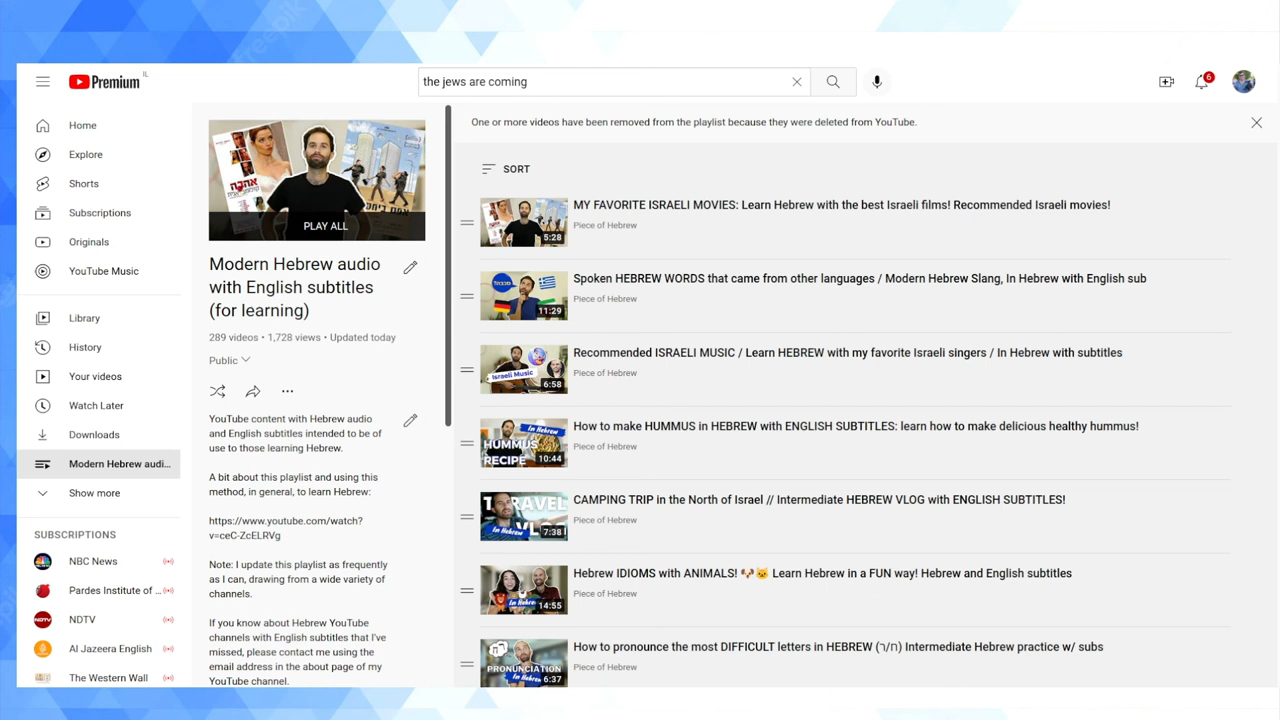 Premium IL
the jews are coming
6
Home
Explore
Shorts
Subscriptions
Originals
YouTube Music
Library
History
Your videos
Watch Later
Downloads
Modern Hebrew audi...
Show more
SUBSCRIPTIONS
NBC News
Pardes Institute of ...
NDTV
Al Jazeera English
The Western Wall
PLAY ALL
Modern Hebrew audio
with English subtitles
(for learning)
289 videos • 1,728 views • Updated today
Public
YouTube content with Hebrew audio
and English subtitles intended to be of
use to those learning Hebrew.
A bit about this playlist and using this
method, in general, to learn Hebrew:
https://www.youtube.com/watch?
v=ceC-ZcELRVg
Note: I update this playlist as frequently
as I can, drawing from a wide variety of
channels.
If you know about Hebrew YouTube
channels with English subtitles that I've
missed, please contact me using the
email address in the about page of my
YouTube channel.
One or more videos have been removed from the playlist because they were deleted from YouTube.
SORT
MY FAVORITE ISRAELI MOVIES: Learn Hebrew with the best Israeli films! Recommended Israeli movies!
Piece of Hebrew
5:28
Spoken HEBREW WORDS that came from other languages / Modern Hebrew Slang, In Hebrew with English sub
Piece of Hebrew
11:29
Recommended ISRAELI MUSIC / Learn HEBREW with my favorite Israeli singers / In Hebrew with subtitles
Piece of Hebrew
Israeli Music
6:58
How to make HUMMUS in HEBREW with ENGLISH SUBTITLES: learn how to make delicious healthy hummus!
Piece of Hebrew
In Hebrew
HUMMUS
RECIPE
10:44
CAMPING TRIP in the North of Israel // Intermediate HEBREW VLOG with ENGLISH SUBTITLES!
Piece of Hebrew
TRAVEL
VLOG
In Hebrew
7:38
Hebrew IDIOMS with ANIMALS! 🐶🐱 Learn Hebrew in a FUN way! Hebrew and English subtitles
Piece of Hebrew
In Hebrew
14:55
How to pronounce the most DIFFICULT letters in HEBREW (ח/ר) Intermediate Hebrew practice w/ subs
Piece of Hebrew
PRONUNCIATION
In Hebrew
6:37